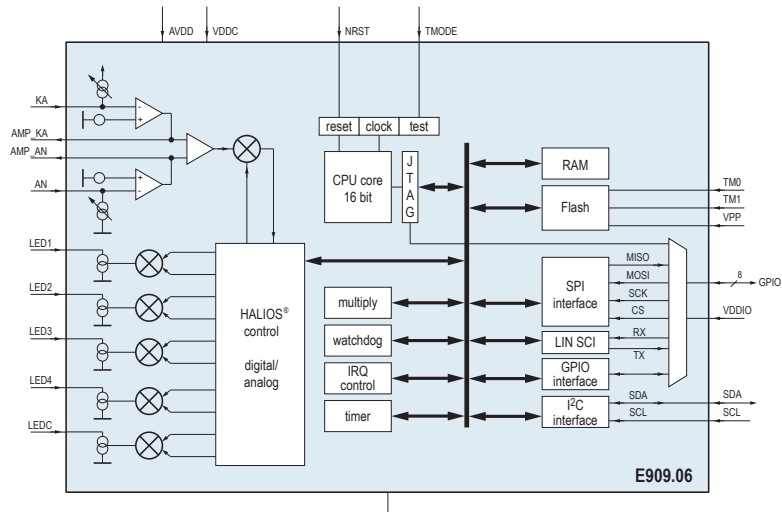 AVDD VDDC NRST TMODE
KA
AMP_KA
AMP_AN
AN
- +
+ -
reset clock test
CPU core
16 bit
JTAG
RAM
Flash
TM0
TM1
VPP
LED1
LED2
LED3
LED4
LEDC
HALIOS®
control
digital/
analog
multiply
watchdog
IRQ
control
timer
SPI
interface
MISO
MOSI
SCK
CS
LIN SCI
RX
TX
GPIO
interface
I²C
interface
SDA
SCL
8
GPIO
VDDIO
SDA
SCL
E909.06